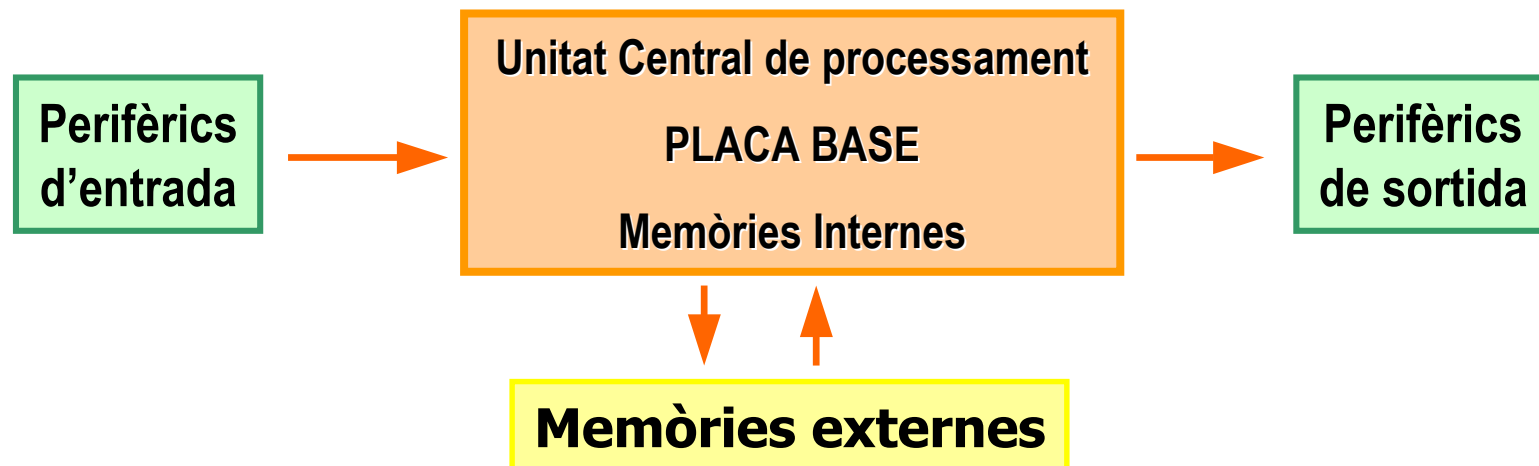 Perifèrics
d’entrada
Unitat Central de processament
PLACA BASE
Memòries Internes
Perifèrics
de sortida
Memòries externes